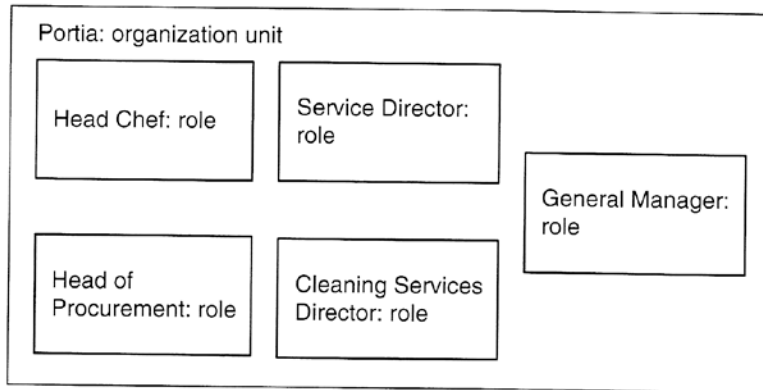 Portia: organization unit
Head Chef: role
Service Director:
role
General Manager:
role
Head of
Procurement: role
Cleaning Services
Director: role